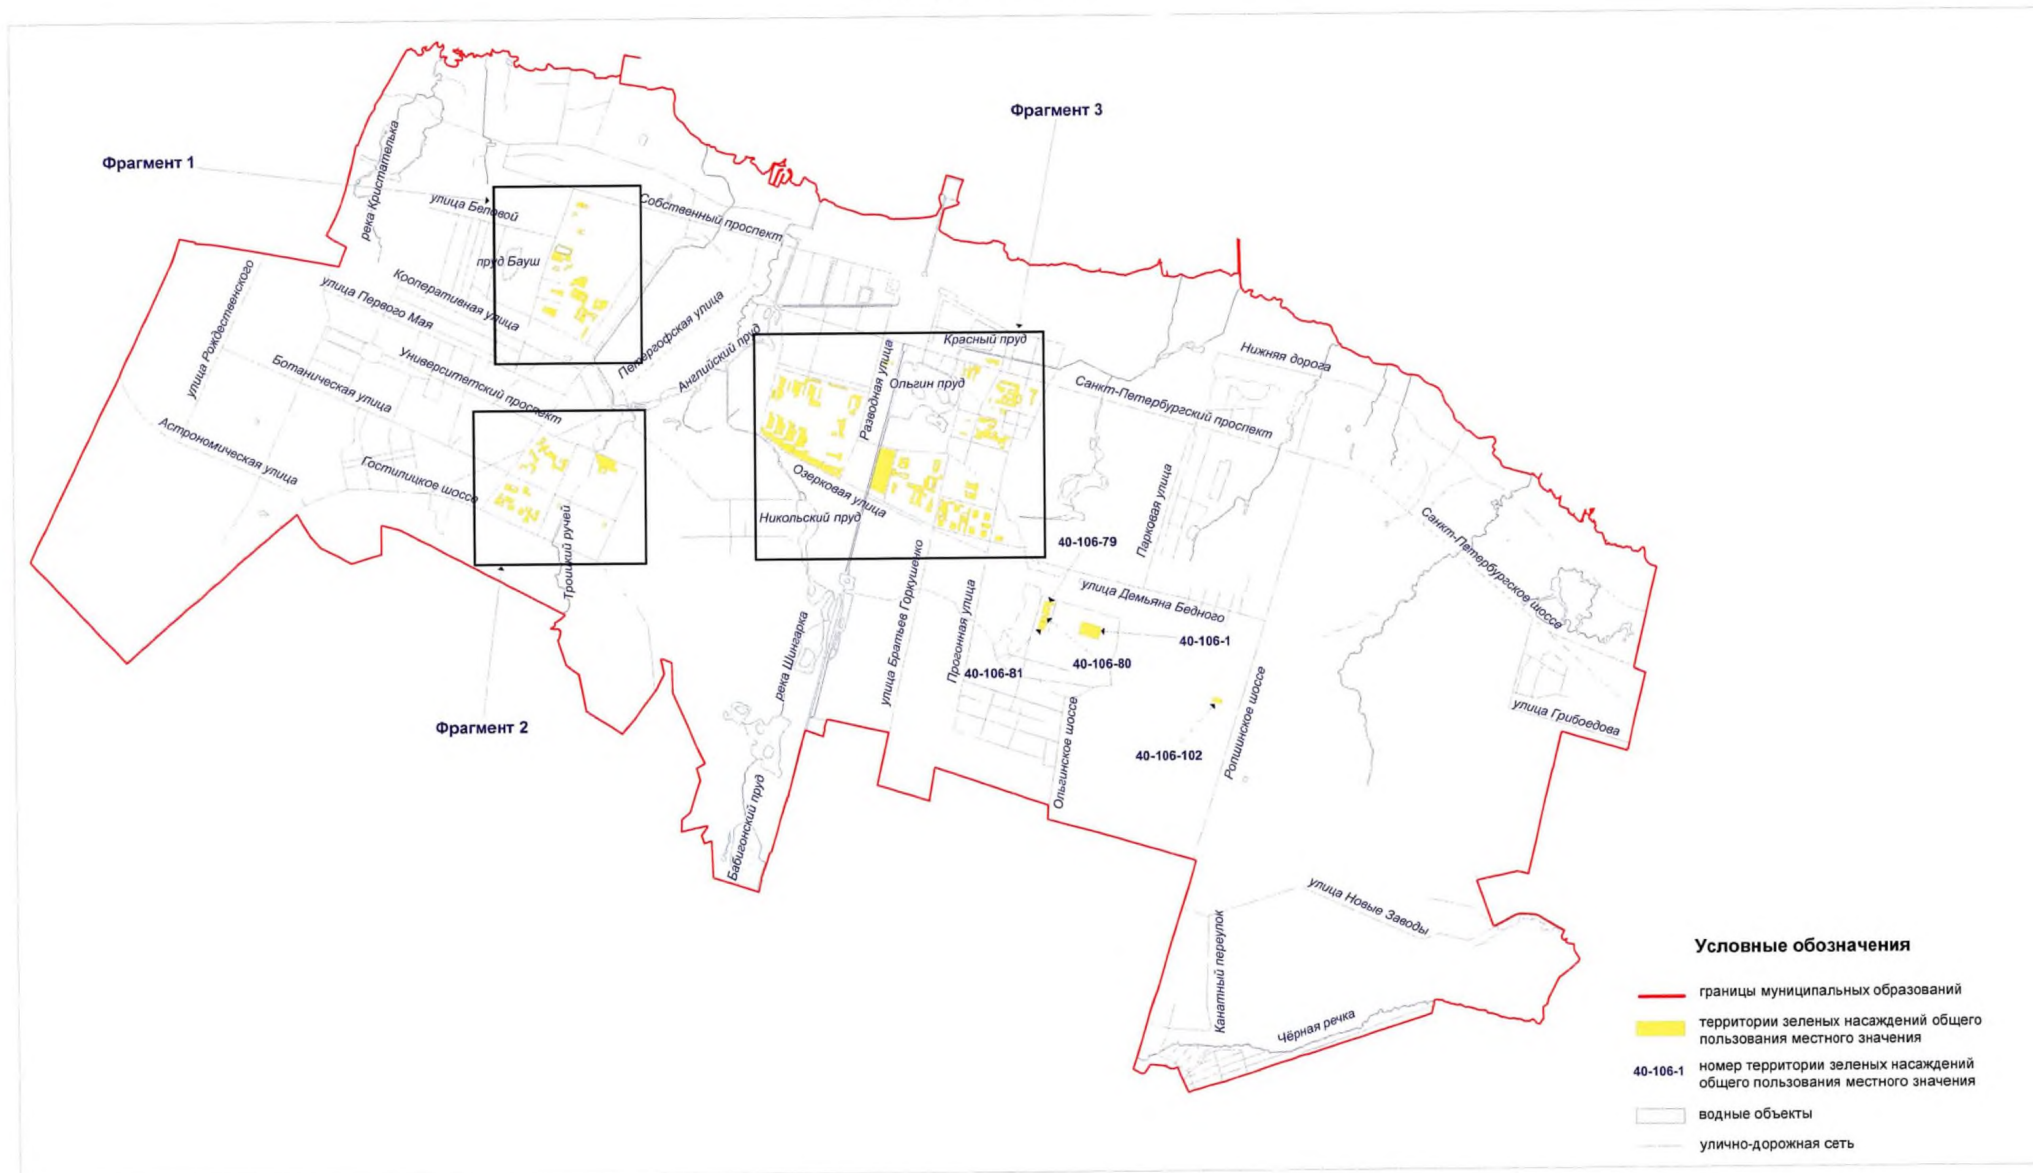 Фрагмент 3
Фрагмент 1
река Кристателька
улица Беловой
Собственный проспект
пруд Бауш
улица Рождественского
Кооперативная улица
улица Первого Мая
Петергофская улица
Английский пруд
Красный пруд
Разводная улица
Ольгин пруд
Нижняя дорога
Университетский проспект
Ботаническая улица
Санкт-Петербургский проспект
Астрономическая улица
Гостилицкое шоссе
Озерковая улица
Парковая улица
Никольский пруд
Троицкий ручей
Санкт-Петербургское шоссе
40-106-79
улица Демьяна Бедного
улица Братьев Горкушенко
Прогонная улица
река Шингарка
40-106-1
40-106-80
40-106-81
Ропшинское шоссе
улица Грибоедова
Фрагмент 2
Ольгинское шоссе
40-106-102
Бабигонский пруд
улица Новые Заводы
Канатный переулок
Чёрная речка
Условные обозначения
границы муниципальных образований
территории зеленых насаждений общего
пользования местного значения
40-106-1
номер территории зеленых насаждений
общего пользования местного значения
водные объекты
улично-дорожная сеть